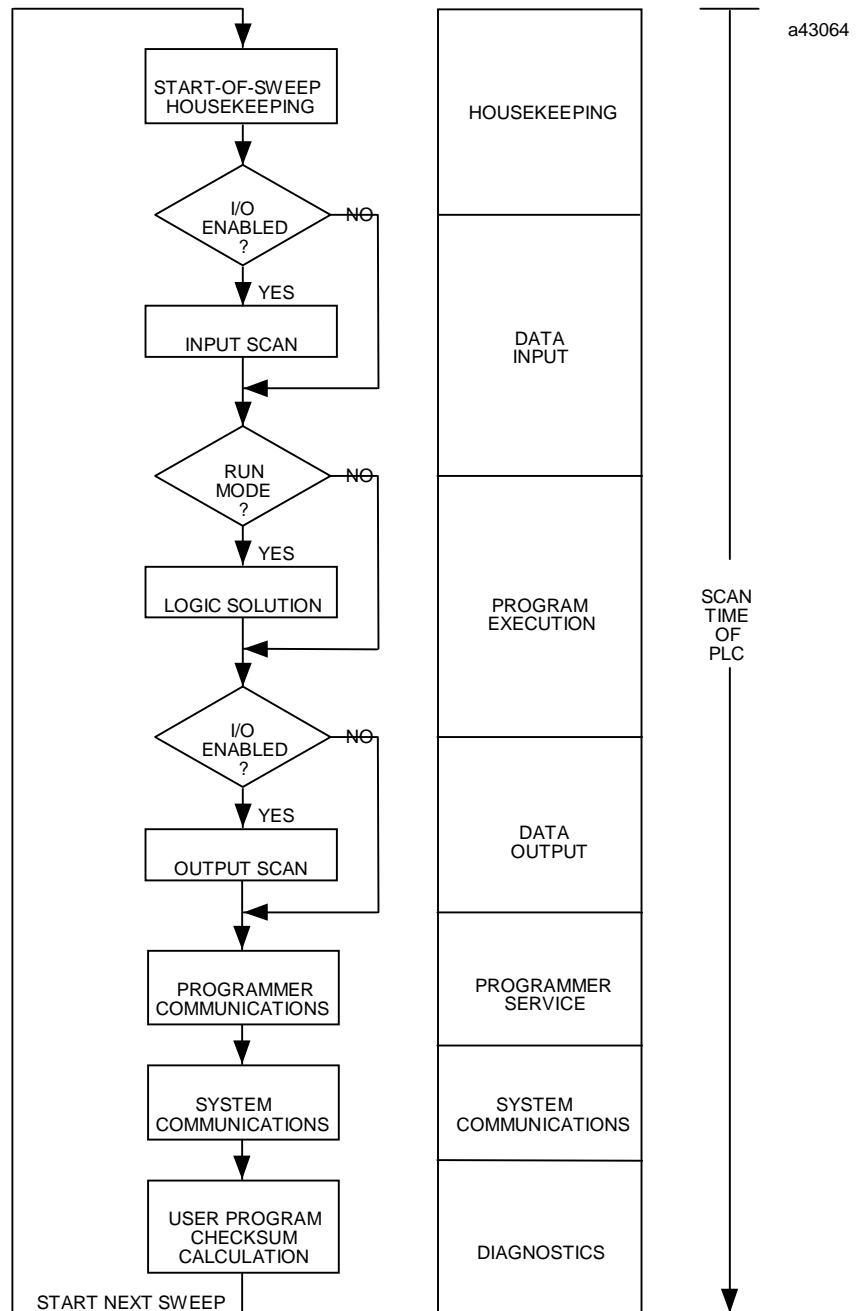 a43064
START-OF-SWEEP
HOUSEKEEPING
I/O
ENABLED
?
NO
YES
INPUT SCAN
RUN
MODE
?
NO
YES
LOGIC SOLUTION
I/O
ENABLED
?
NO
YES
OUTPUT SCAN
PROGRAMMER
COMMUNICATIONS
SYSTEM
COMMUNICATIONS
USER PROGRAM
CHECKSUM
CALCULATION
START NEXT SWEEP
HOUSEKEEPING
DATA
INPUT
PROGRAM
EXECUTION
DATA
OUTPUT
PROGRAMMER
SERVICE
SYSTEM
COMMUNICATIONS
DIAGNOSTICS
SCAN
TIME
OF
PLC